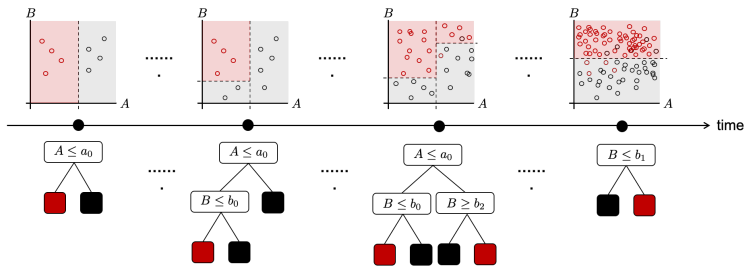 B
A
B
A
B
A
B
A
...... .
...... .
...... .
time
A ≤ a₀
A ≤ a₀
A ≤ a₀
B ≤ b₁
B ≤ b₀
B ≤ b₀
B ≥ b₂
...... .
...... .
...... .